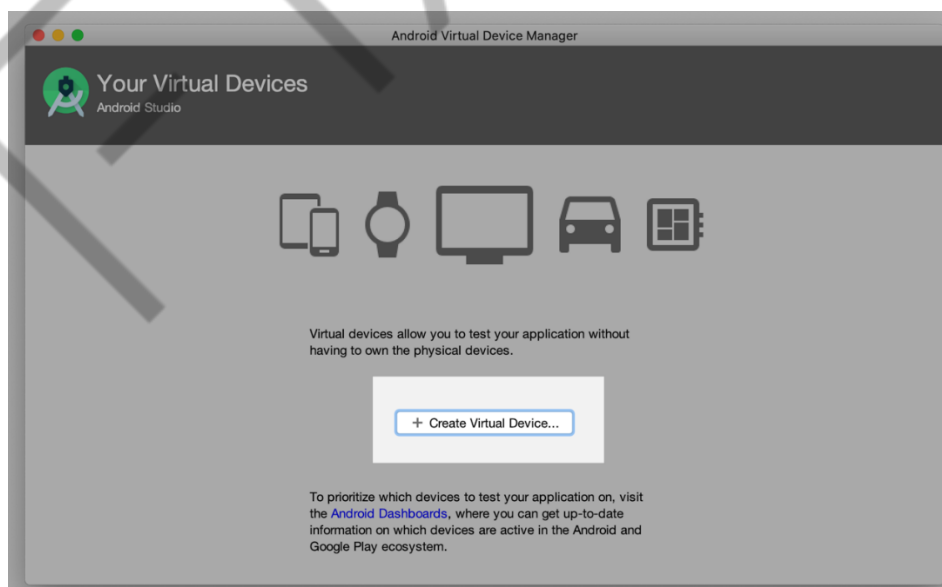 Android Virtual Device Manager
Your Virtual Devices
Android Studio
Virtual devices allow you to test your application without
having to own the physical devices.
+ Create Virtual Device...
To prioritize which devices to test your application on, visit
the Android Dashboards, where you can get up-to-date
information on which devices are active in the Android and
Google Play ecosystem.